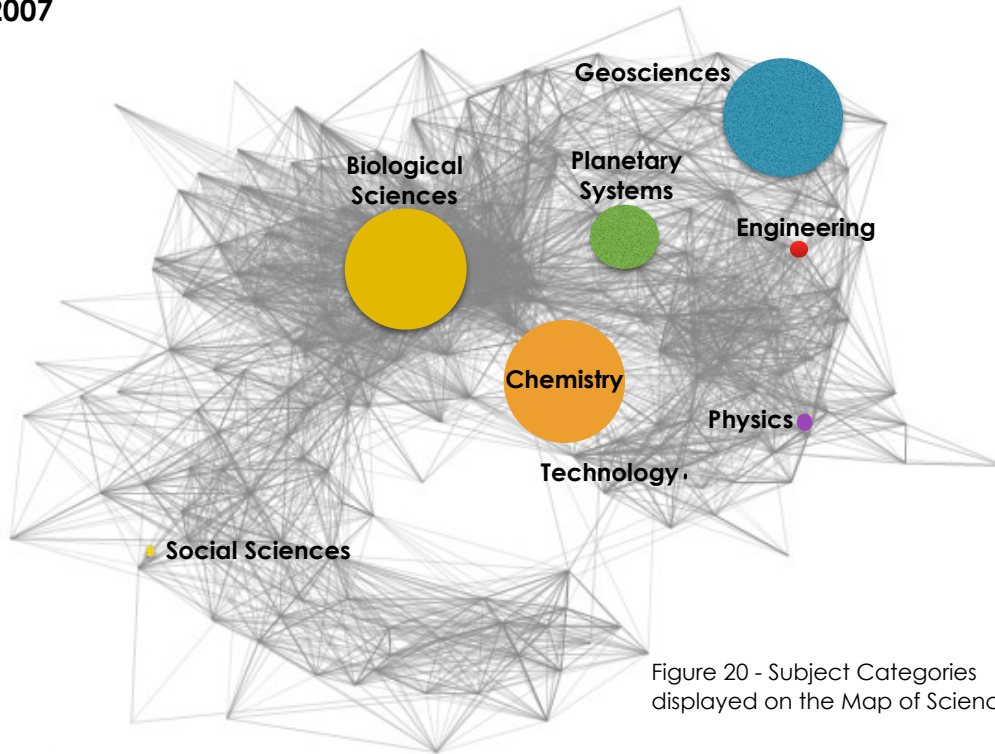 2007
Geosciences
Biological
Sciences
Planetary
Systems
Engineering
Chemistry
Physics
Technology
Social Sciences
Figure 20 - Subject Categories
displayed on the Map of Scienc